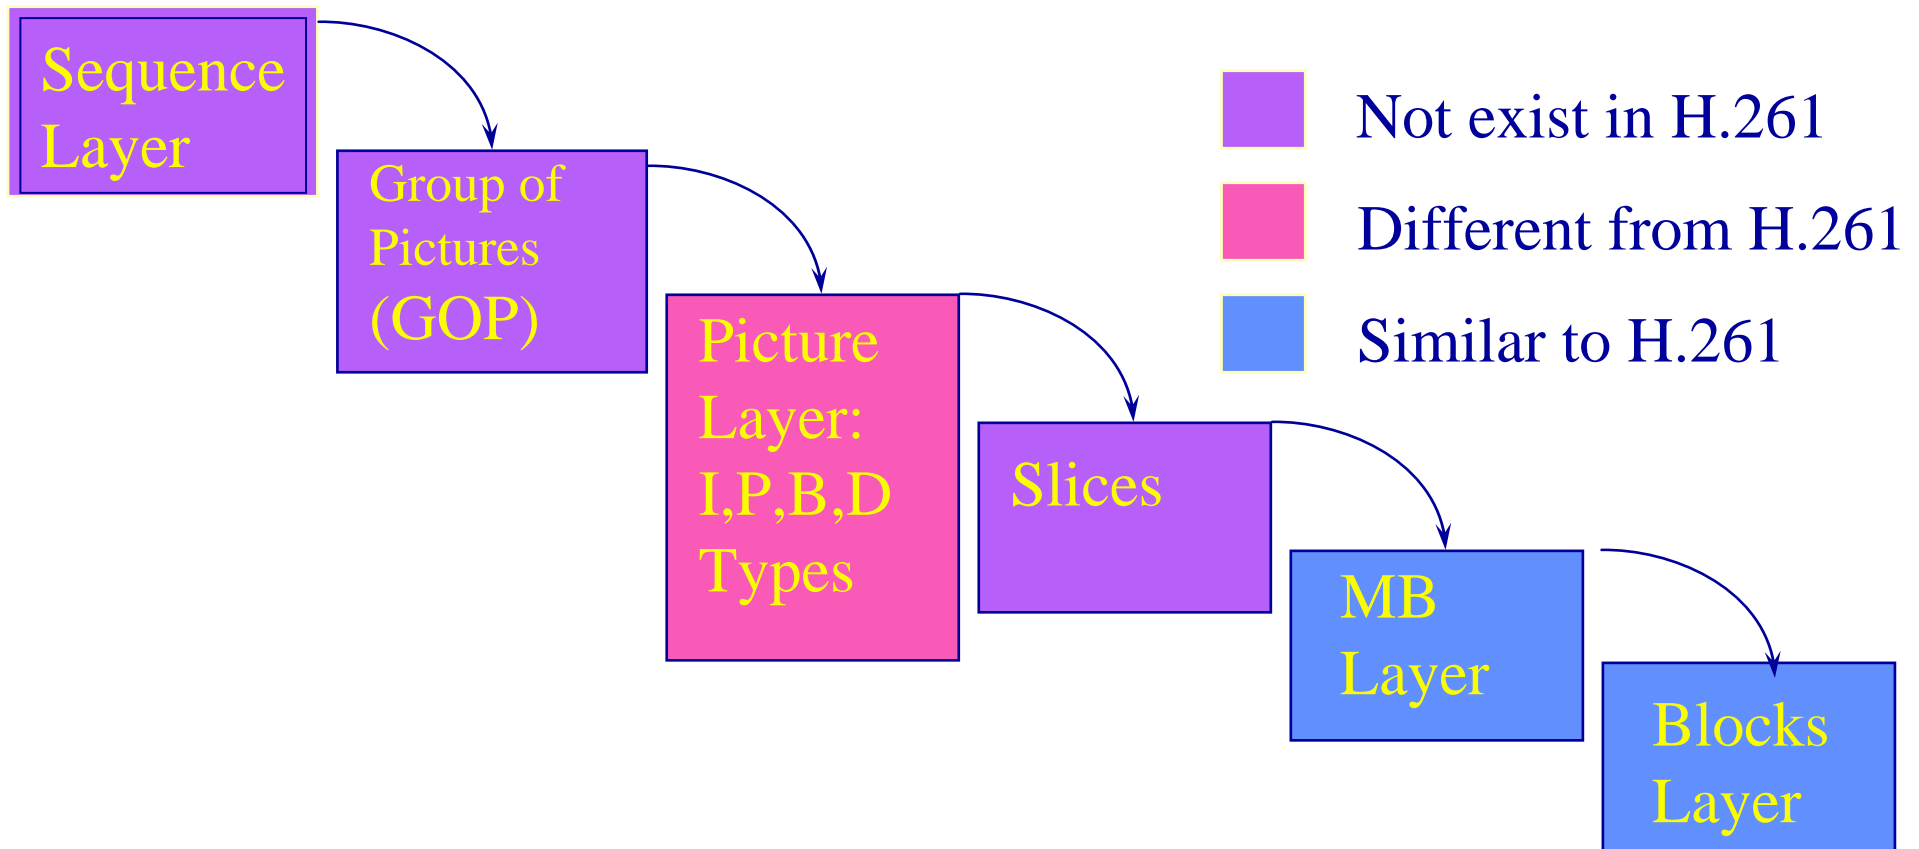 Sequence
Layer
Group of
Pictures
(GOP)
Picture
Layer:
I,P,B,D
Types
Slices
MB
Layer
Blocks
Layer
Not exist in H.261
Different from H.261
Similar to H.261